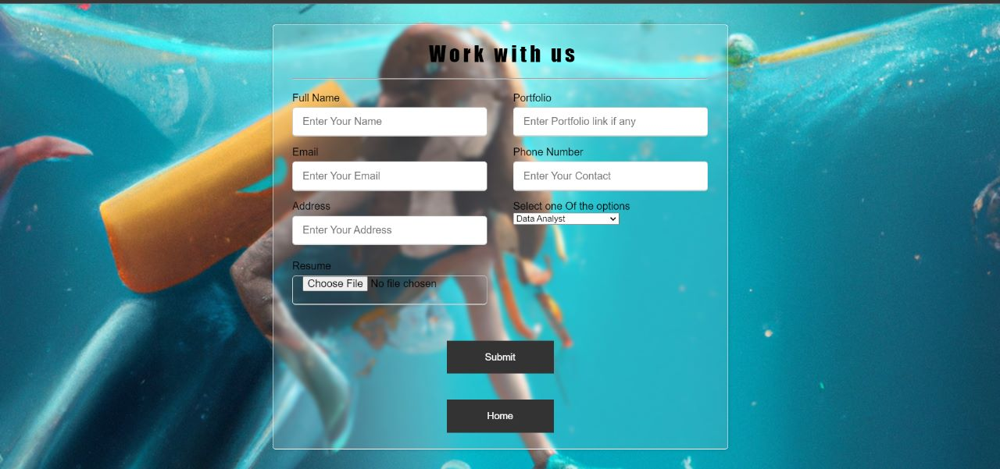 Work with us
Full Name
Portfolio
Enter Your Name
Enter Portfolio link if any
Email
Phone Number
Enter Your Email
Enter Your Contact
Address
Select one Of the options
Data Analyst
Enter Your Address
Resume
Choose File No file chosen
Submit
Home